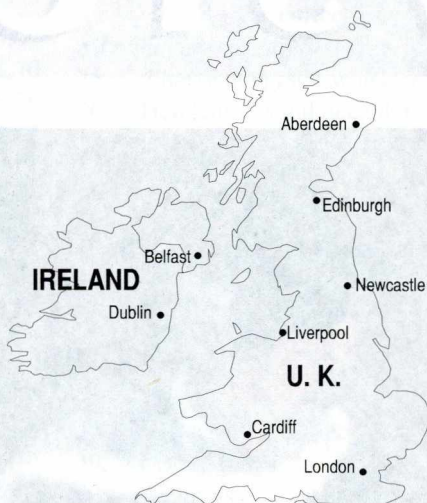 Aberdeen
Edinburgh
Belfast
IRELAND
Newcastle
Dublin
Liverpool
U. K.
Cardiff
London